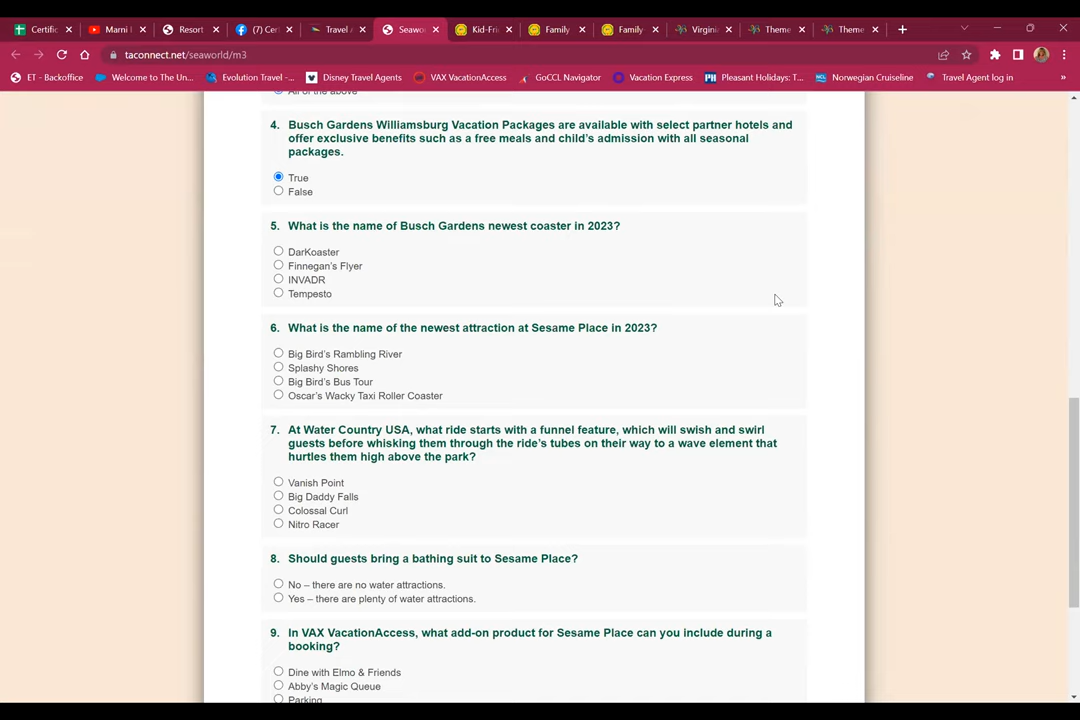 Certific
Marni
Resort
(7) Cer
Travel
Seawo
Kid-Fri
Family
Family
Virgini
Theme
Theme
taconnect.net/seaworld/m3
ET - Backoffice
Welcome to The Un...
Evolution Travel -...
Disney Travel Agents
VAX VacationAccess
GoCCL Navigator
Vacation Express
Pleasant Holidays: T...
Norwegian Cruiseline
Travel Agent log in
»
All of the above
4. Busch Gardens Williamsburg Vacation Packages are available with select partner hotels and
offer exclusive benefits such as a free meals and child's admission with all seasonal
packages.
True
False
5. What is the name of Busch Gardens newest coaster in 2023?
DarKoaster
Finnegan's Flyer
INVADR
Tempesto
6. What is the name of the newest attraction at Sesame Place in 2023?
Big Bird's Rambling River
Splashy Shores
Big Bird's Bus Tour
Oscar's Wacky Taxi Roller Coaster
7. At Water Country USA, what ride starts with a funnel feature, which will swish and swirl
guests before whisking them through the ride's tubes on their way to a wave element that
hurtles them high above the park?
Vanish Point
Big Daddy Falls
Colossal Curl
Nitro Racer
8. Should guests bring a bathing suit to Sesame Place?
No – there are no water attractions.
Yes – there are plenty of water attractions.
9. In VAX VacationAccess, what add-on product for Sesame Place can you include during a
booking?
Dine with Elmo & Friends
Abby's Magic Queue
Parking